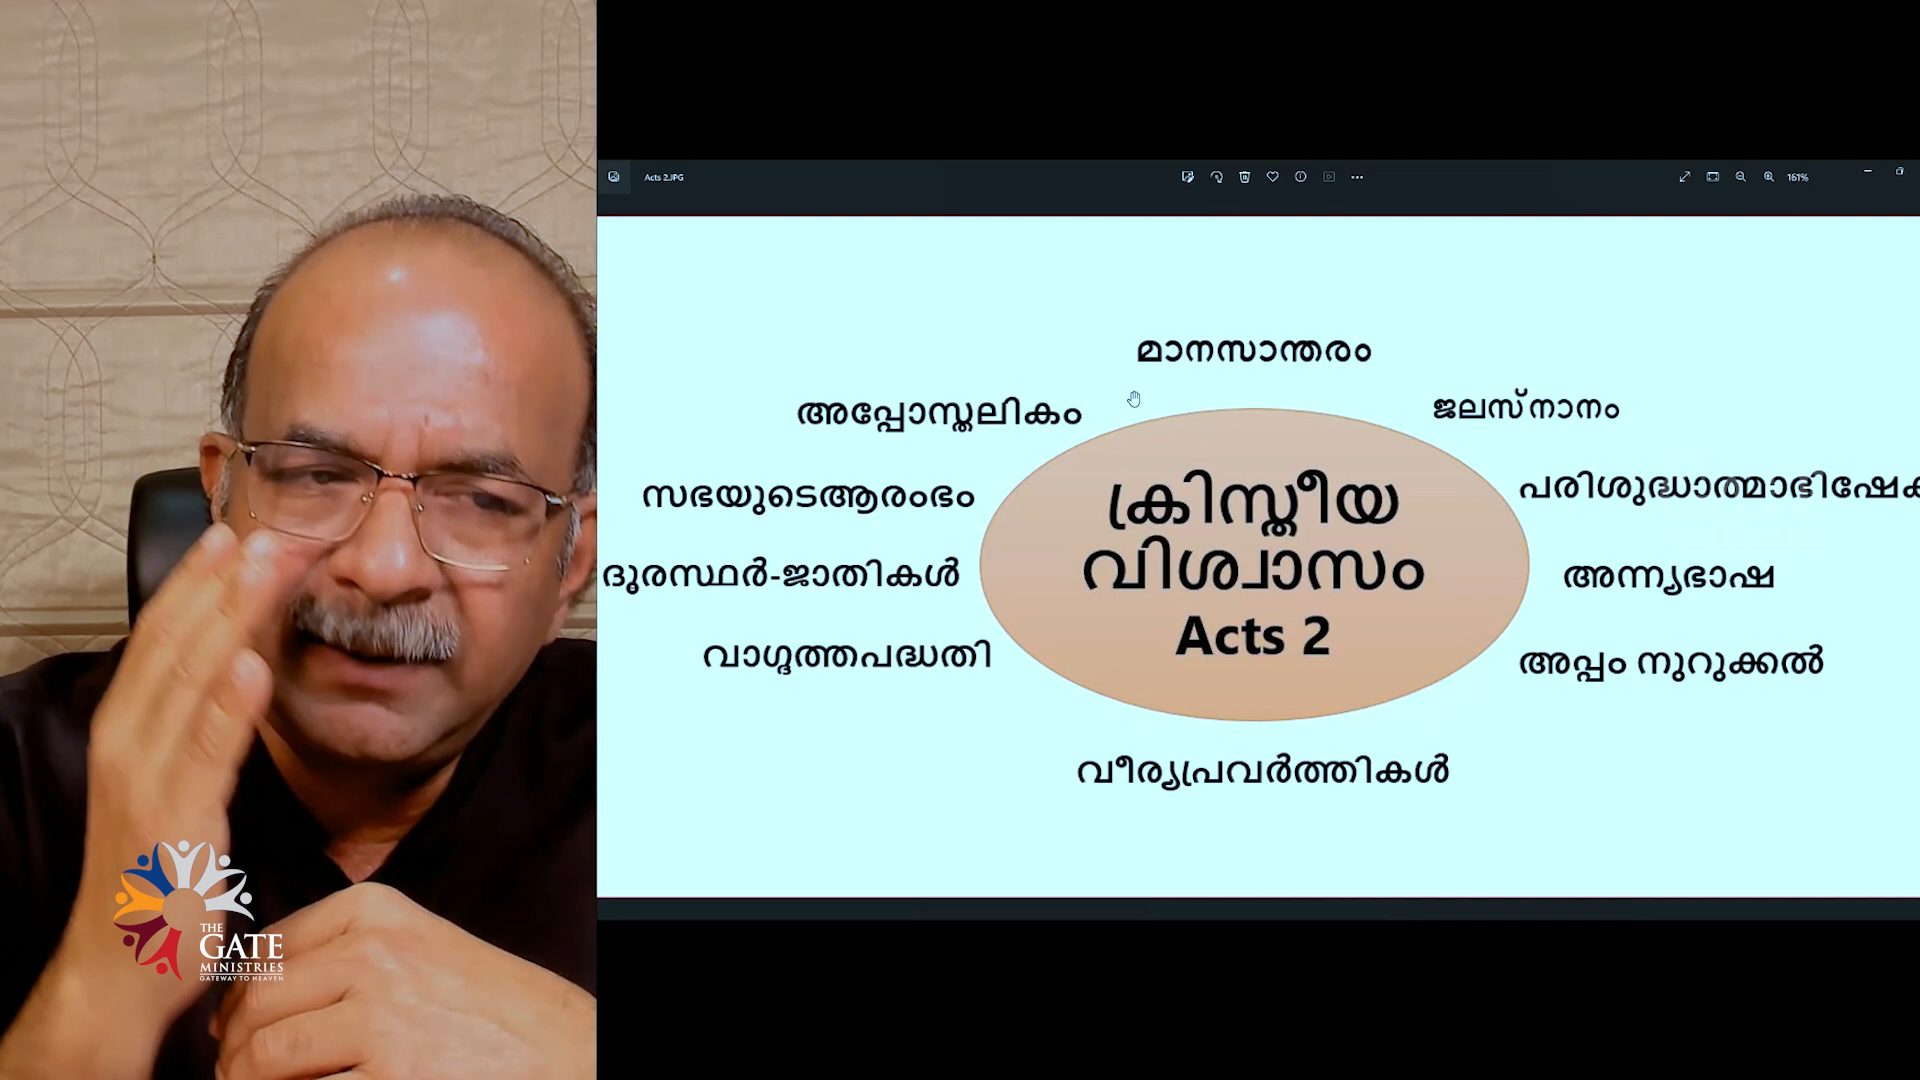 Acts 2.JPG
161%
മാനസാന്തരം
അപ്പോസ്തലികം
ജലസ്നാനം
സഭയുടെആരംഭം
ക്രിസ്തീയ
പരിശുദ്ധാത്മാഭിഷേക
വിശ്വാസം
ദൂരസ്ഥർ-ജാതികൾ
അന്ന്യഭാഷ
Acts 2
വാഗ്ദത്തപദ്ധതി
അപ്പം നുറുക്കൽ
വീര്യപ്രവർത്തികൾ
THE
GATE
MINISTRIES
GATEWAY TO HEAVEN